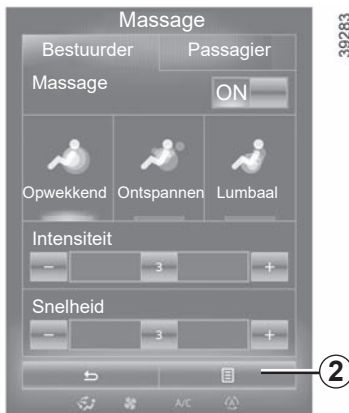 Massage
Bestuurder Passagier
Massage ON
Opwekkend Ontspannen Lumbaal
Intensiteit
− 3 +
Snelheid
− 3 +
2
A/C
39283